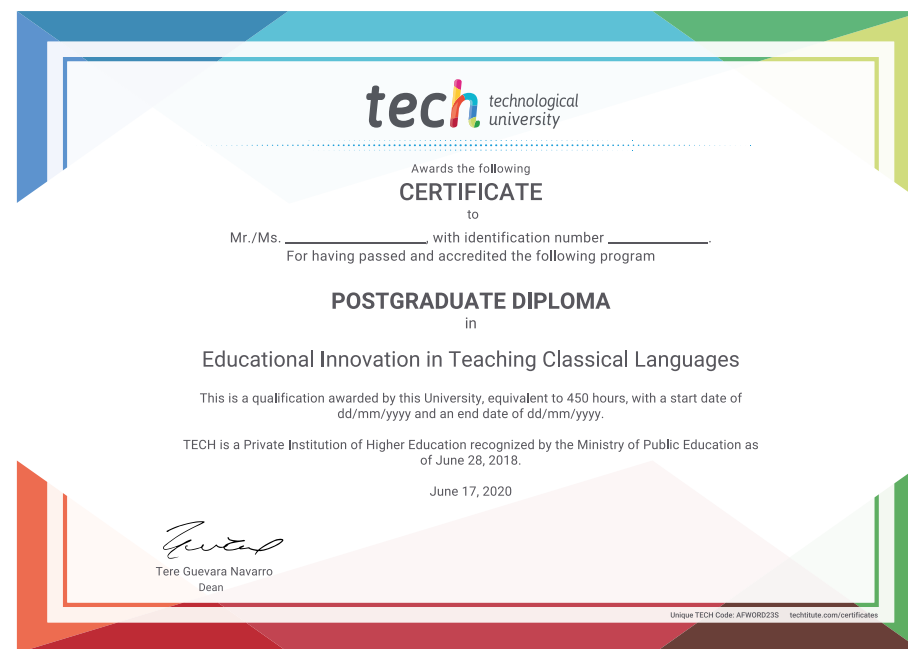 tech technological
university
Awards the following
CERTIFICATE
to
Mr./Ms. ____________________, with identification number ______________.
For having passed and accredited the following program
POSTGRADUATE DIPLOMA
in
Educational Innovation in Teaching Classical Languages
This is a qualification awarded by this University, equivalent to 450 hours, with a start date of
dd/mm/yyyy and an end date of dd/mm/yyyy.
TECH is a Private Institution of Higher Education recognized by the Ministry of Public Education as
of June 28, 2018.
June 17, 2020
Tere Guevara Navarro
Dean
Unique TECH Code: AFWORD23S techtitute.com/certificates